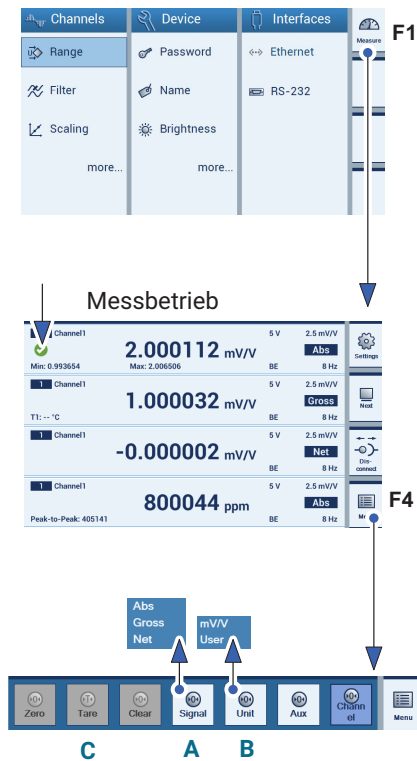 Channels
Device
Interfaces
Measure
F1
Range
Password
Ethernet
Filter
Name
RS-232
Scaling
Brightness
more...
more...
Messbetrieb
Channel1
5 V
2.5 mV/V
2.000112 mV/V
Abs
Min: 0.993654
Max: 2.006506
BE
8 Hz
Settings
1 Channel1
5 V
2.5 mV/V
1.000032 mV/V
Gross
T1: -- °C
BE
8 Hz
Next
1 Channel1
5 V
2.5 mV/V
-0.000002 mV/V
Net
BE
8 Hz
Dis-
connect
1 Channel1
5 V
2.5 mV/V
800044 ppm
Abs
Peak-to-Peak: 405141
BE
8 Hz
F4
Abs
Gross
Net
mV/V
User
Zero
Tare
Clear
Signal
Unit
Aux
Chann
el
Menu
C
A
B